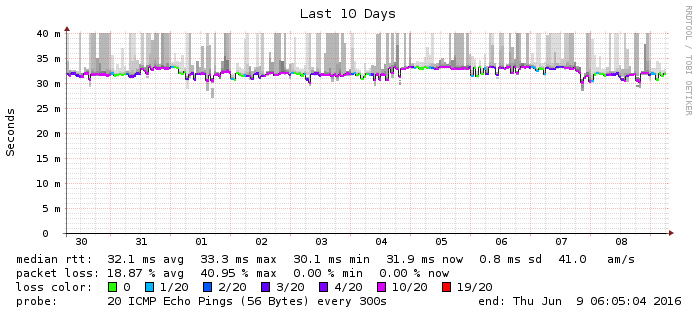 Last 10 Days
RRDTOOL / TOBI OETIKER
Seconds
40 m
35 m
30 m
25 m
20 m
15 m
10 m
5 m
0
30 31 01 02 03 04 05 06 07 08
median rtt: 32.1 ms avg 33.3 ms max 30.1 ms min 31.9 ms now 0.8 ms sd 41.0 am/s
packet loss: 18.87 % avg 40.95 % max 0.00 % min 0.00 % now
loss color: 0 1/20 2/20 3/20 4/20 10/20 19/20
probe: 20 ICMP Echo Pings (56 Bytes) every 300s end: Thu Jun 9 06:05:04 2016